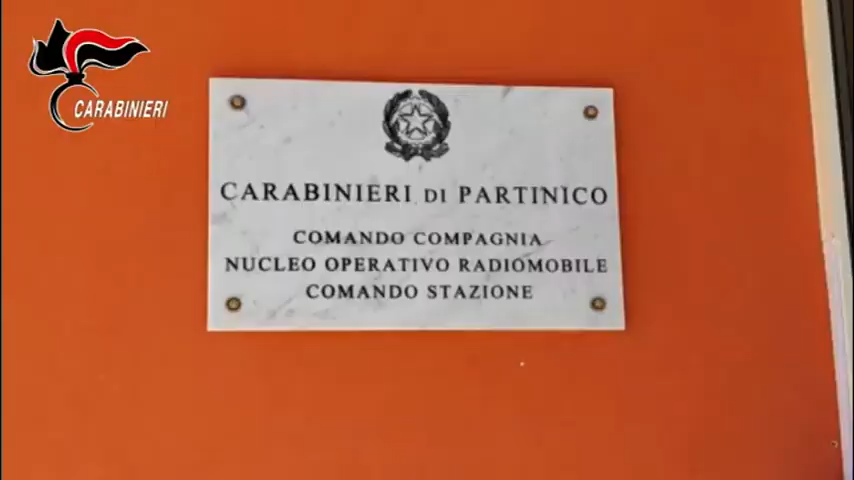 CARABINIERI
CARABINIERI DI PARTINICO
COMANDO COMPAGNIA
NUCLEO OPERATIVO RADIOMOBILE
COMANDO STAZIONE